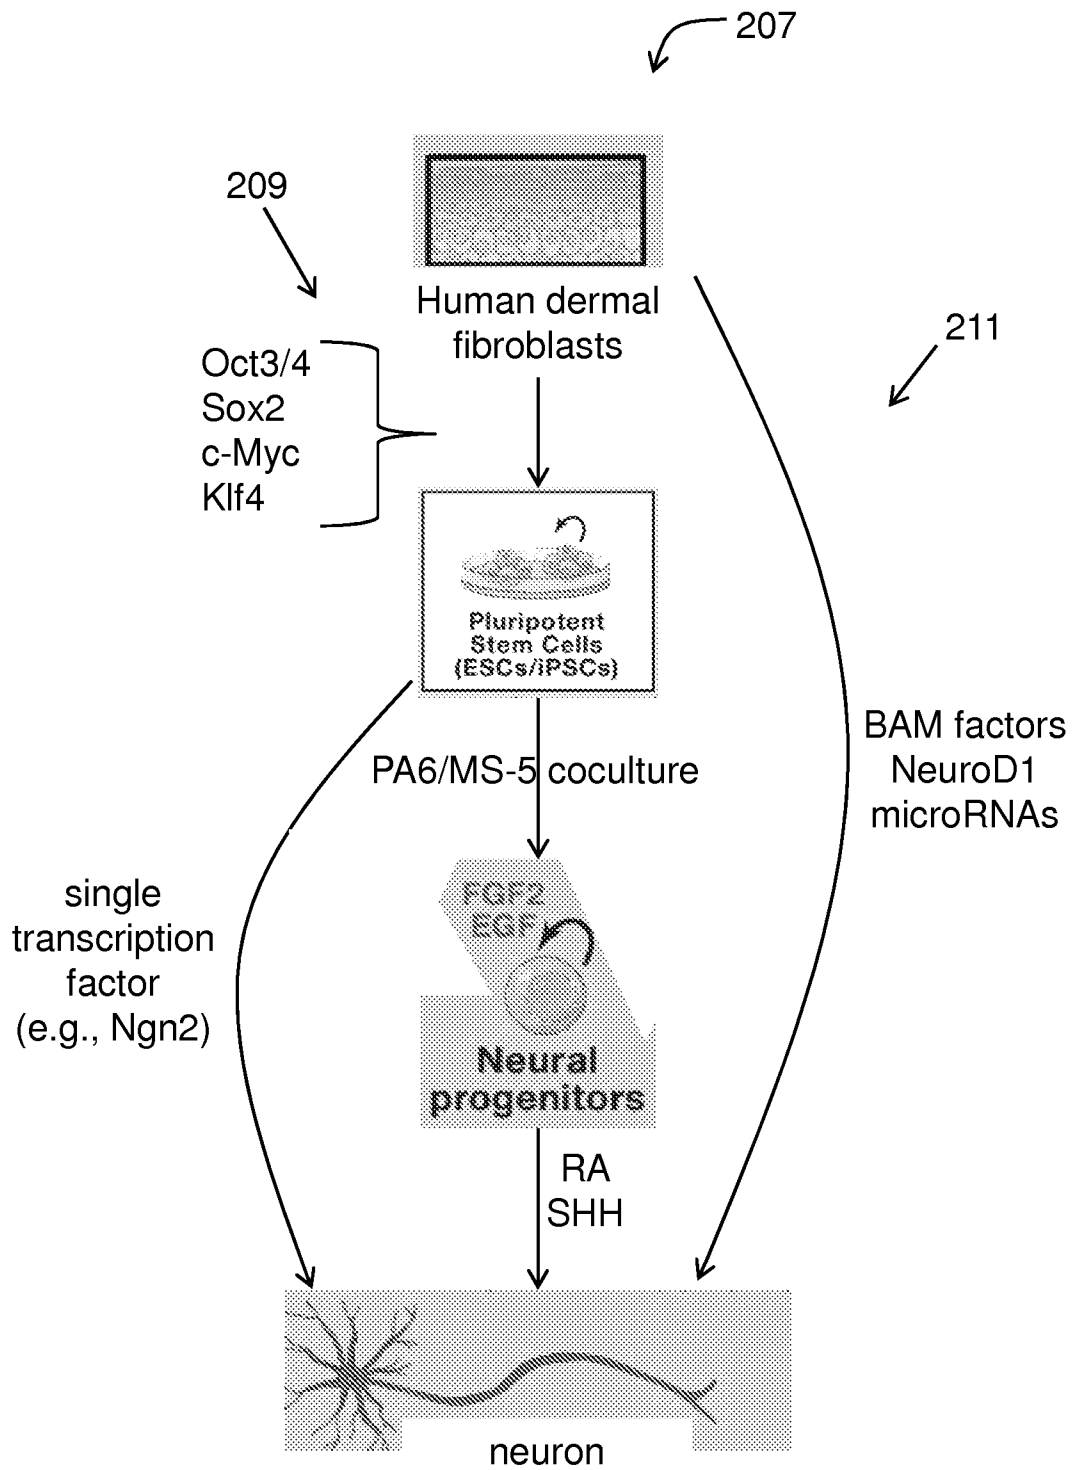 207
209
Human dermal
fibroblasts
211
Oct3/4
Sox2
c-Myc
Klf4
Pluripotent
Stem Cells
(ESCs/iPSCs)
BAM factors
NeuroD1
microRNAs
PA6/MS-5 coculture
single
transcription
factor
(e.g., Ngn2)
FGF2
EGF
Neural
progenitors
RA
SHH
neuron